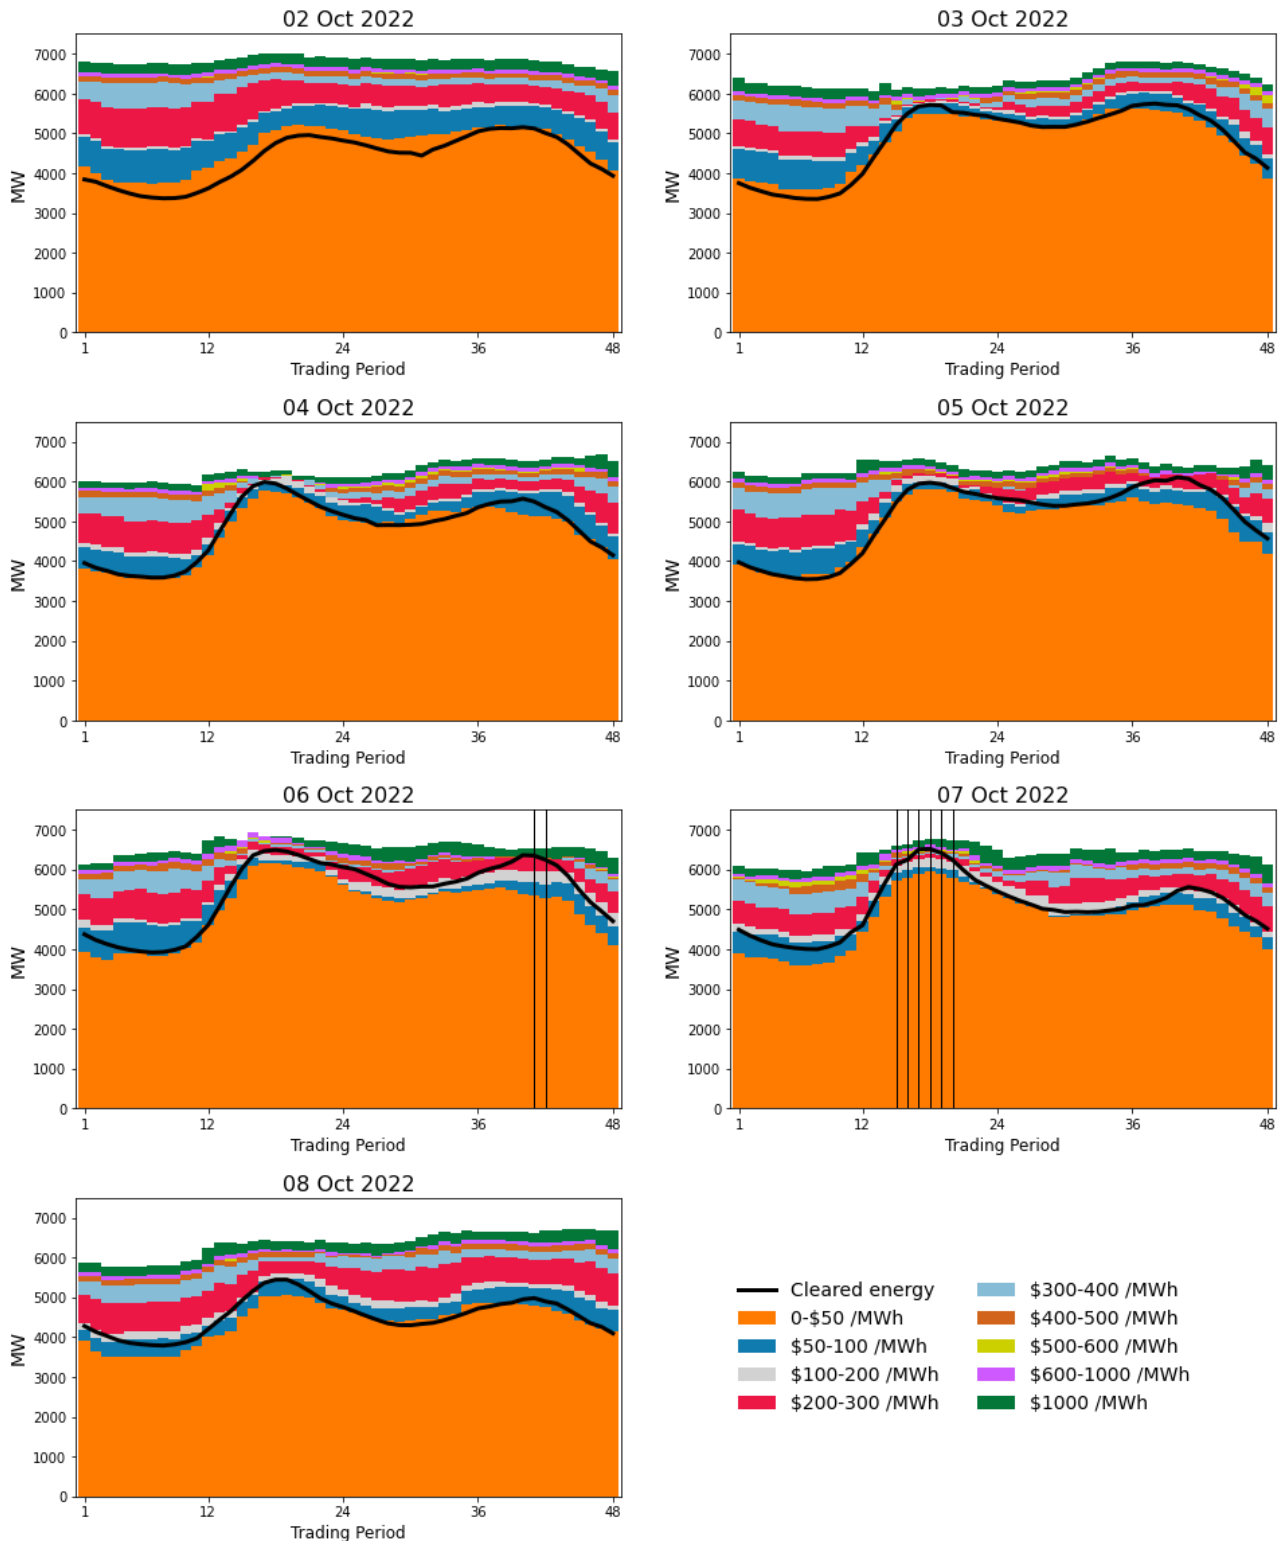 02 Oct 2022
7000
6000
5000
4000
3000
2000
1000
0
MW
1 12 24 36 48
Trading Period
03 Oct 2022
7000
6000
5000
4000
3000
2000
1000
0
MW
1 12 24 36 48
Trading Period
04 Oct 2022
7000
6000
5000
4000
3000
2000
1000
0
MW
1 12 24 36 48
Trading Period
05 Oct 2022
7000
6000
5000
4000
3000
2000
1000
0
MW
1 12 24 36 48
Trading Period
06 Oct 2022
7000
6000
5000
4000
3000
2000
1000
0
MW
1 12 24 36 48
Trading Period
07 Oct 2022
7000
6000
5000
4000
3000
2000
1000
0
MW
1 12 24 36 48
Trading Period
08 Oct 2022
7000
6000
5000
4000
3000
2000
1000
0
MW
1 12 24 36 48
Trading Period
Cleared energy
0-$50 /MWh
$50-100 /MWh
$100-200 /MWh
$200-300 /MWh
$300-400 /MWh
$400-500 /MWh
$500-600 /MWh
$600-1000 /MWh
$1000 /MWh